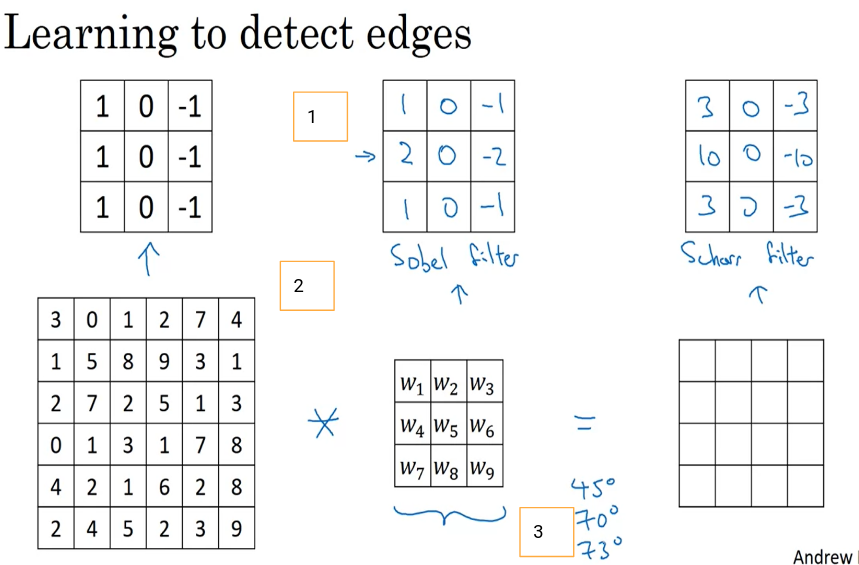 Learning to detect edges
1 0 -1
1 0 -1
1 0 -1
1
1 0 -1
→ 2 0 -2
1 0 -1
Sobel filter
↑
3 0 -3
10 0 -10
3 0 -3
Scharr filter
↑
↑
2
3 0 1 2 7 4
1 5 8 9 3 1
2 7 2 5 1 3
0 1 3 1 7 8
4 2 1 6 2 8
2 4 5 2 3 9
*
w₁ w₂ w₃
w₄ w₅ w₆
w₇ w₈ w₉
=
3
45°
70°
73°
Andrew